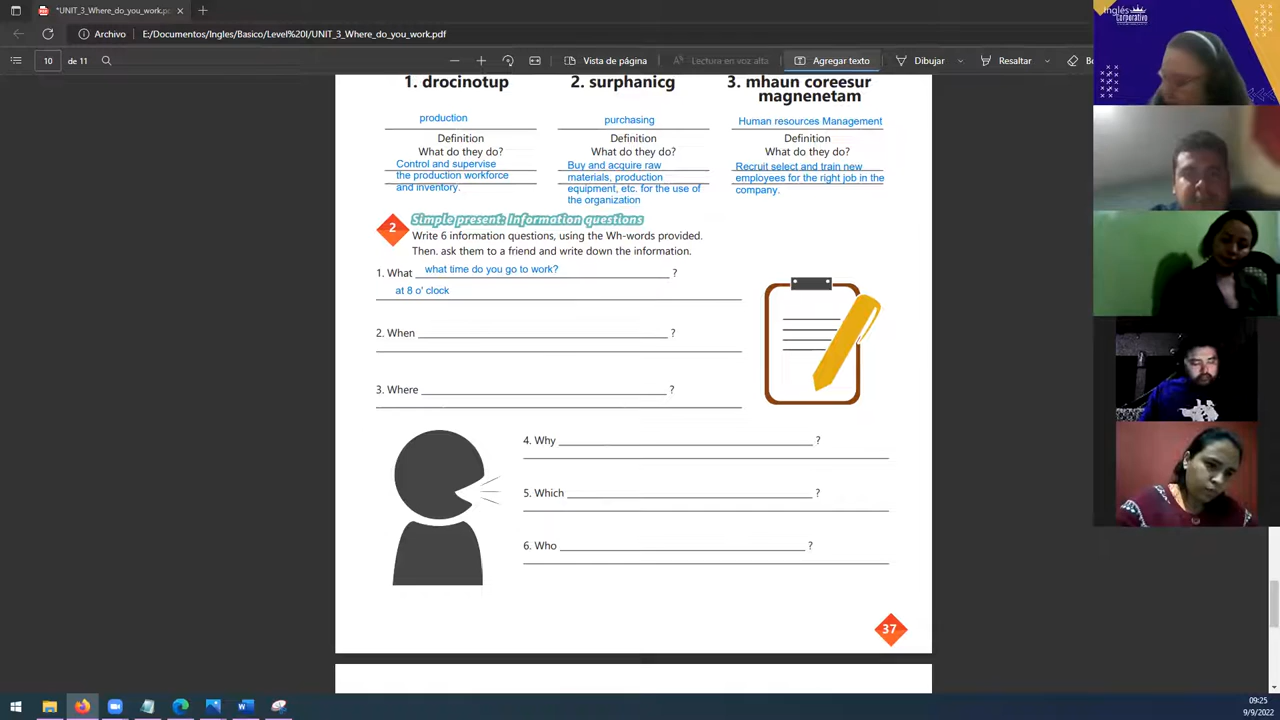 *UNIT_3_Where_do_you_work.pdf
Archivo
E:/Documentos/Ingles/Basico/Level%20I/UNIT_3_Where_do_you_work.pdf
10 de 11
Vista de página
Lectura en voz alta
Agregar texto
Dibujar
Resaltar
Inglés
Corporativo
1. drocinotup
2. surphanicg
3. mhaun coreesur
magnenetam
production
purchasing
Human resources Management
Definition
Definition
Definition
What do they do?
What do they do?
What do they do?
Control and supervise
the production workforce
and inventory.
Buy and acquire raw
materials, production
equipment, etc. for the use of
the organization
Recruit select and train new
employees for the right job in the
company.
2
Simple present: Information questions
Write 6 information questions, using the Wh-words provided.
Then. ask them to a friend and write down the information.
1. What what time do you go to work? ?
at 8 o' clock
2. When ?
3. Where ?
4. Why ?
5. Which ?
6. Who ?
37
09:25
9/9/2022